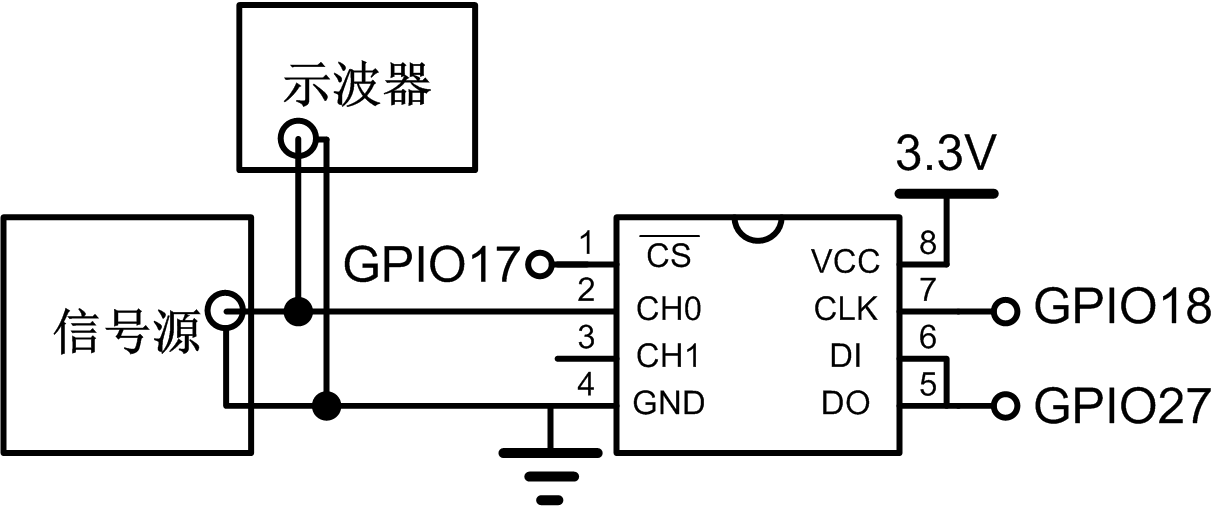 示波器
3.3V
信号源
GPIO17
1
CS
2
CH0
3
CH1
4
GND
VCC
8
CLK
7
GPIO18
DI
6
DO
5
GPIO27